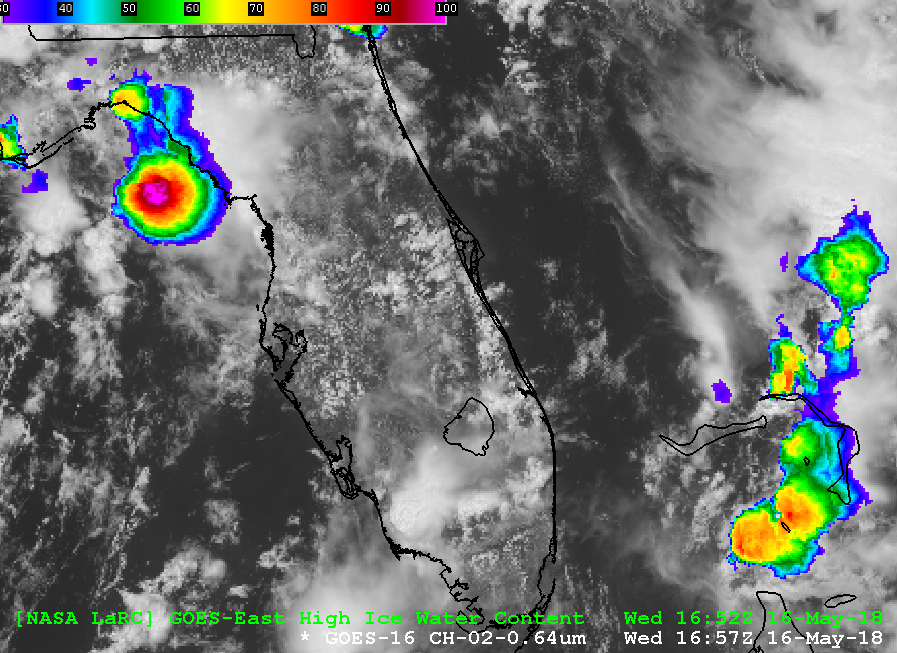 30 40 50 60 70 80 90 100
[NASA LaRC] GOES-East High Ice Water Content Wed 16:52Z 16-May-18
* GOES-16 CH-02-0.64um Wed 16:57Z 16-May-18